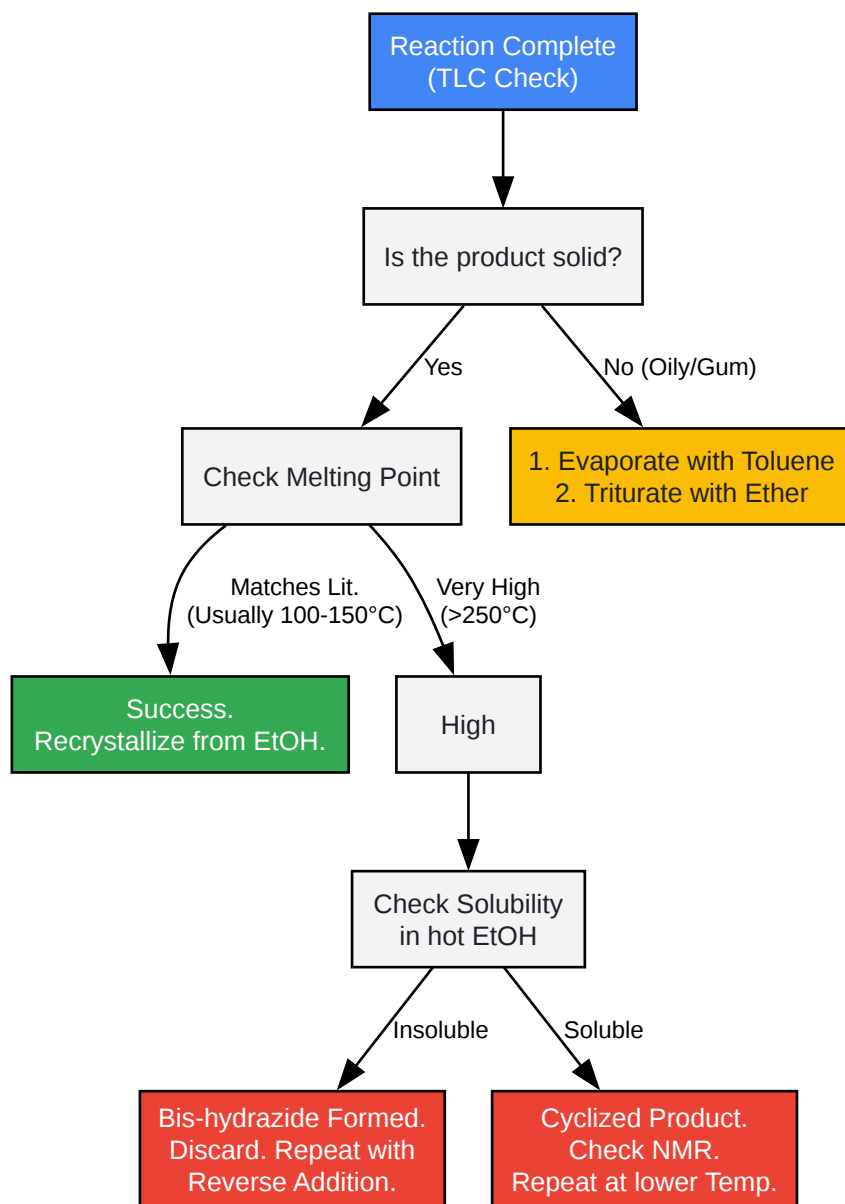 Reaction Complete
(TLC Check)
Is the product solid?
Yes
No (Oily/Gum)
Check Melting Point
1. Evaporate with Toluene
2. Triturate with Ether
Matches Lit.
(Usually 100-150°C)
Very High
(>250°C)
Success.
Recrystallize from EtOH.
High
Check Solubility
in hot EtOH
Insoluble
Soluble
Bis-hydrazide Formed.
Discard. Repeat with
Reverse Addition.
Cyclized Product.
Check NMR.
Repeat at lower Temp.